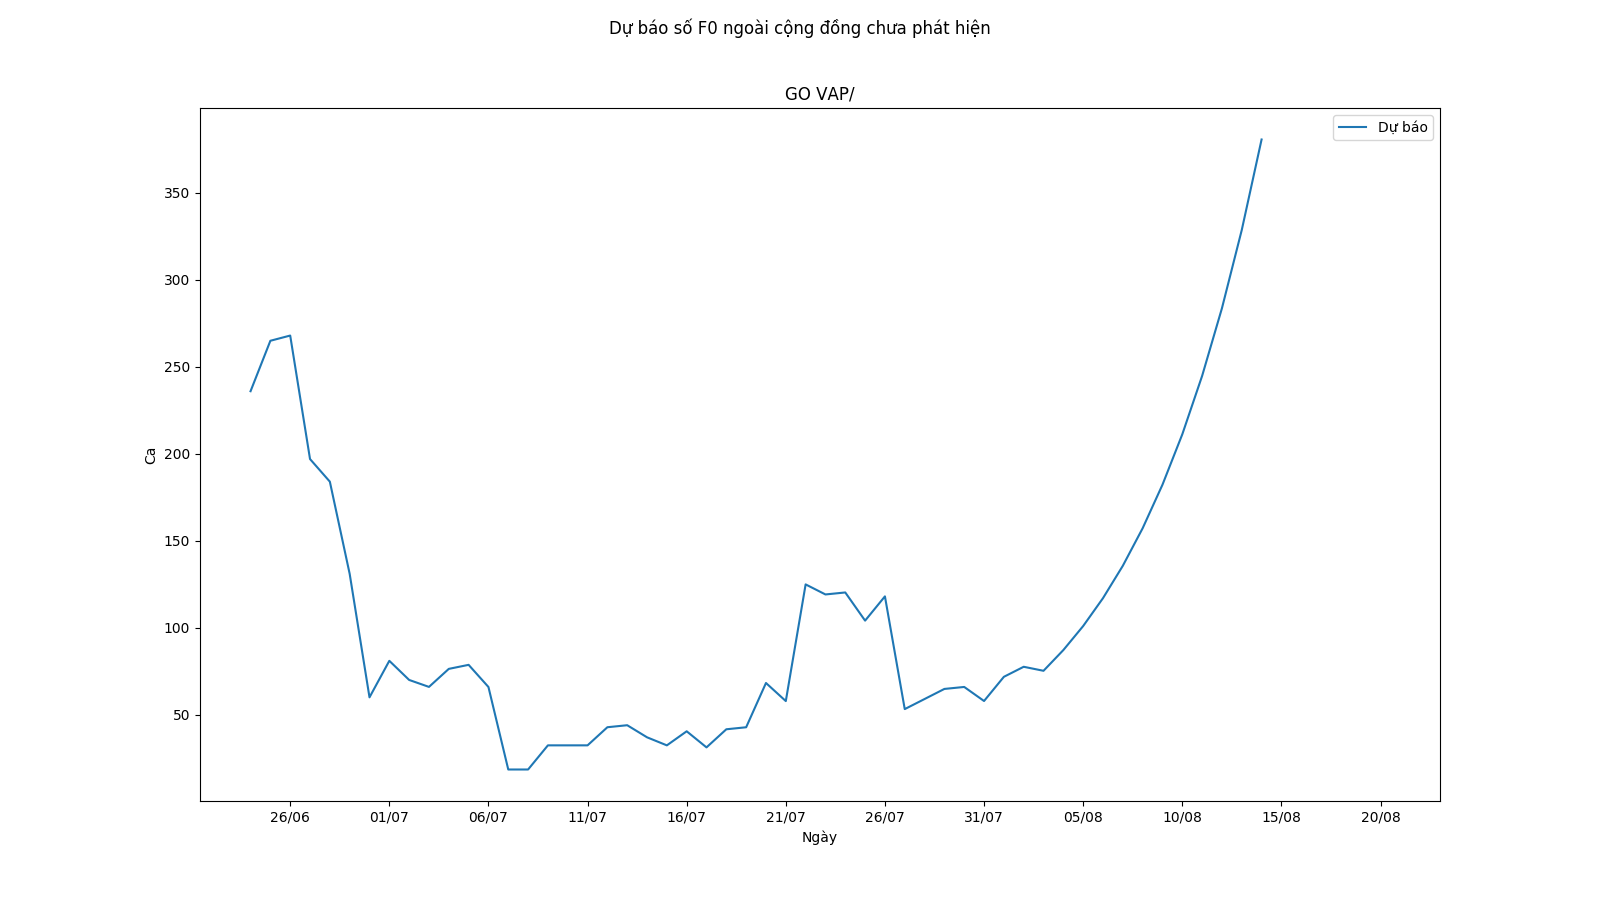 Dự báo số F0 ngoài cộng đồng chưa phát hiện
GO VAP/
Dự báo
350
300
250
200
150
100
50
Ca
26/06 01/07 06/07 11/07 16/07 21/07 26/07 31/07 05/08 10/08 15/08 20/08
Ngày